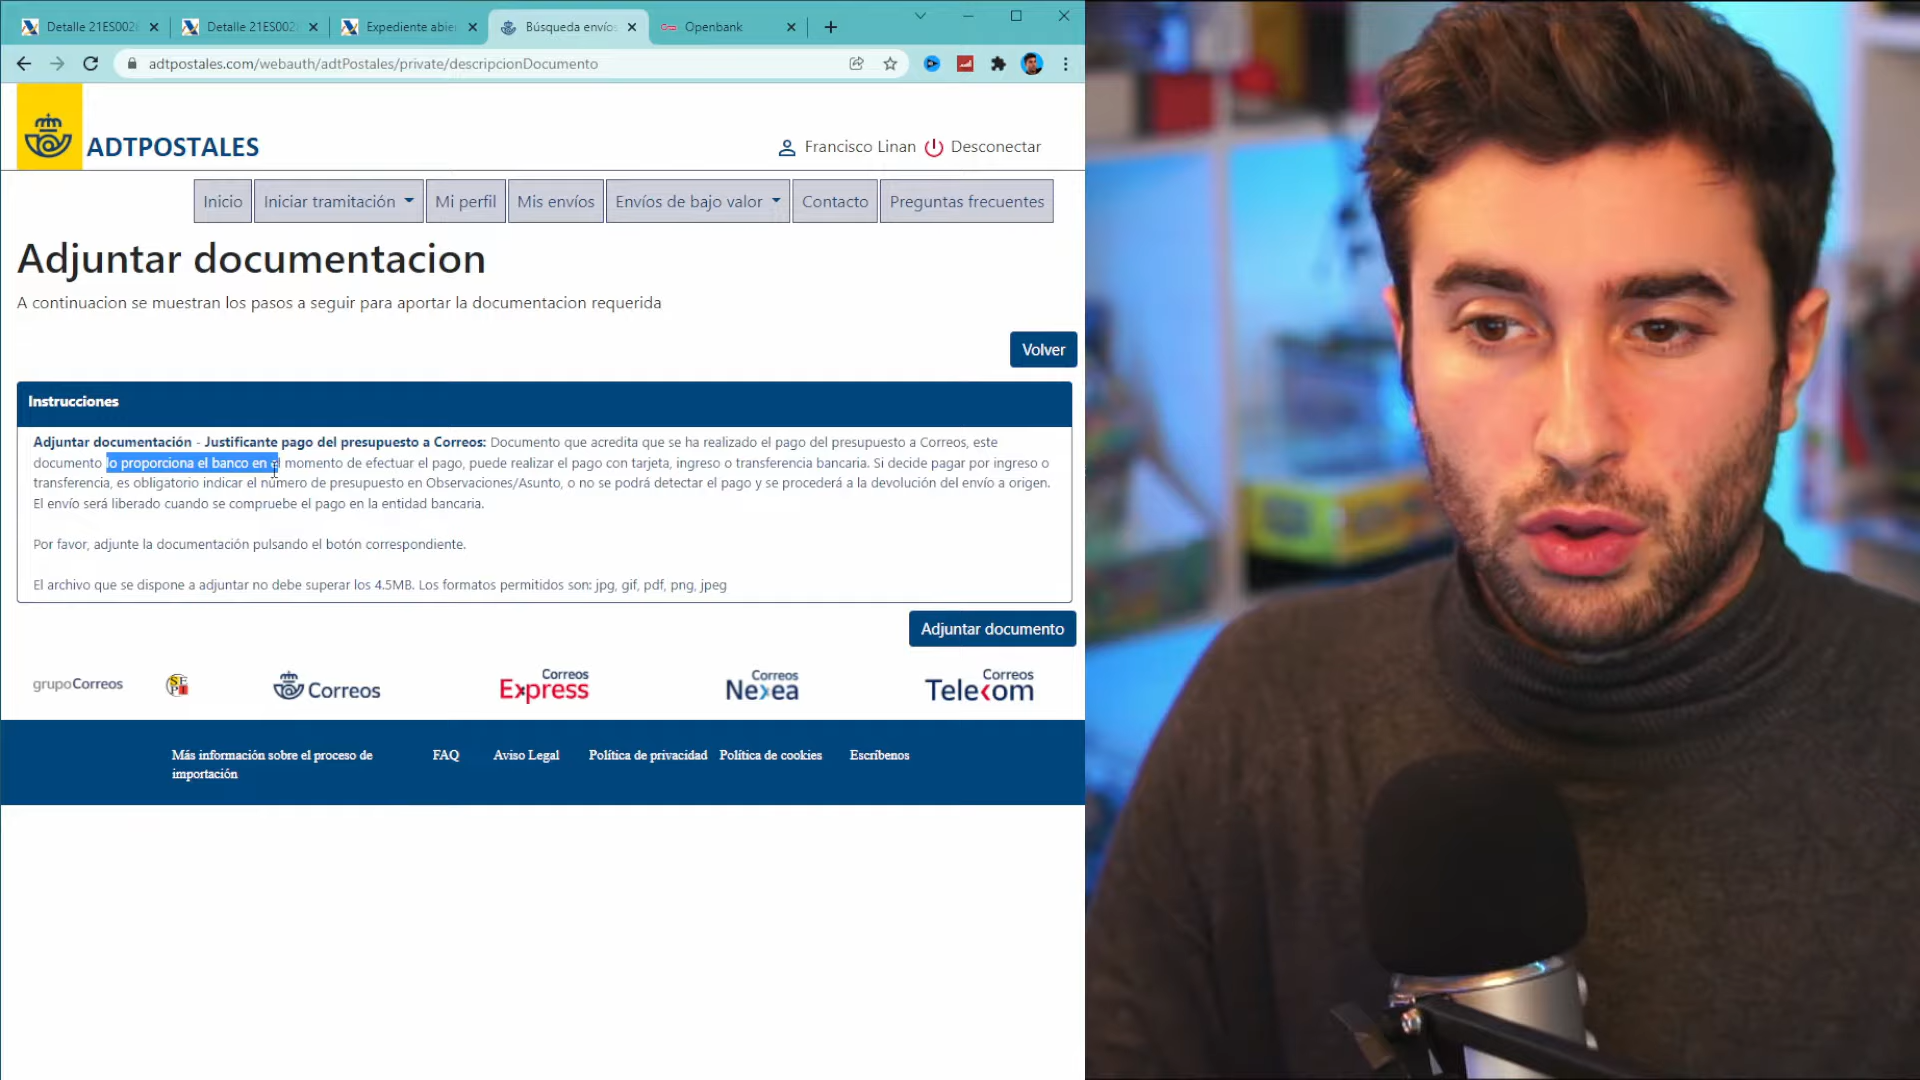 Detalle 21ES002
Detalle 21ES002
Expediente abie
Búsqueda envíos
Openbank
adtpostales.com/webauth/adtPostales/private/descripcionDocumento
ADTPOSTALES
Francisco Linan
Desconectar
Inicio
Iniciar tramitación
Mi perfil
Mis envíos
Envíos de bajo valor
Contacto
Preguntas frecuentes
Adjuntar documentacion
A continuacion se muestran los pasos a seguir para aportar la documentacion requerida
Volver
Instrucciones
Adjuntar documentación - Justificante pago del presupuesto a Correos: Documento que acredita que se ha realizado el pago del presupuesto a Correos, este
documento lo proporciona el banco en el momento de efectuar el pago, puede realizar el pago con tarjeta, ingreso o transferencia bancaria. Si decide pagar por ingreso o
transferencia, es obligatorio indicar el número de presupuesto en Observaciones/Asunto, o no se podrá detectar el pago y se procederá a la devolución del envío a origen.
El envío será liberado cuando se compruebe el pago en la entidad bancaria.
Por favor, adjunte la documentación pulsando el botón correspondiente.
El archivo que se dispone a adjuntar no debe superar los 4.5MB. Los formatos permitidos son: jpg, gif, pdf, png, jpeg
Adjuntar documento
grupoCorreos
SEPI
Correos
Correos
Express
Correos
Nexea
Correos
Telecom
Más información sobre el proceso de
importación
FAQ
Aviso Legal
Política de privacidad
Política de cookies
Escríbenos